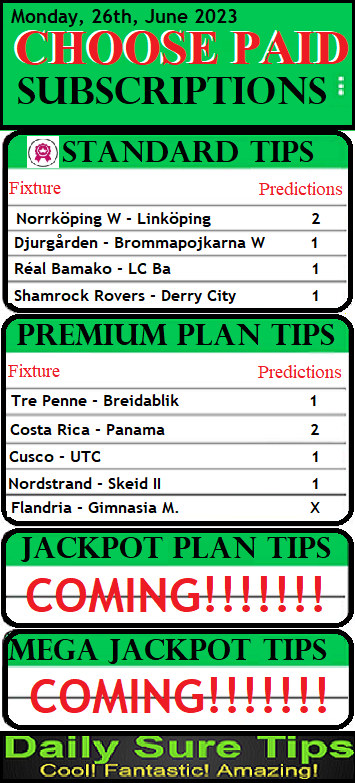 Monday, 26th, June 2023
CHOOSE PAID
SUBSCRIPTIONS
STANDARD TIPS
Fixture Predictions
Norrköping W - Linköping 2
Djurgården - Brommapojkarna W 1
Réal Bamako - LC Ba 1
Shamrock Rovers - Derry City 1
PREMIUM PLAN TIPS
Fixture Predictions
Tre Penne - Breidablik 1
Costa Rica - Panama 2
Cusco - UTC 1
Nordstrand - Skeid II 1
Flandria - Gimnasia M. X
JACKPOT PLAN TIPS
COMING!!!!!!!
MEGA JACKPOT TIPS
COMING!!!!!!!
Daily Sure Tips
Cool! Fantastic! Amazing!